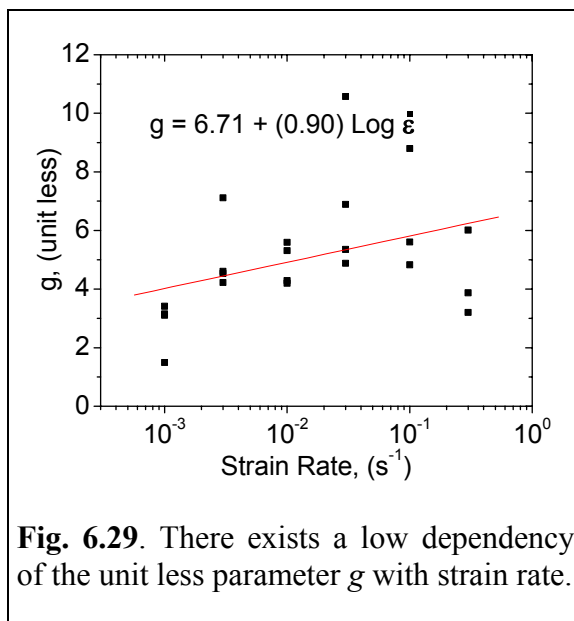 12
10
8
6
4
2
0
g = 6.71 + (0.90) Log ε
g, (unit less)
10⁻³ 10⁻² 10⁻¹ 10⁰
Strain Rate, (s⁻¹)
Fig. 6.29. There exists a low dependency
of the unit less parameter g with strain rate.